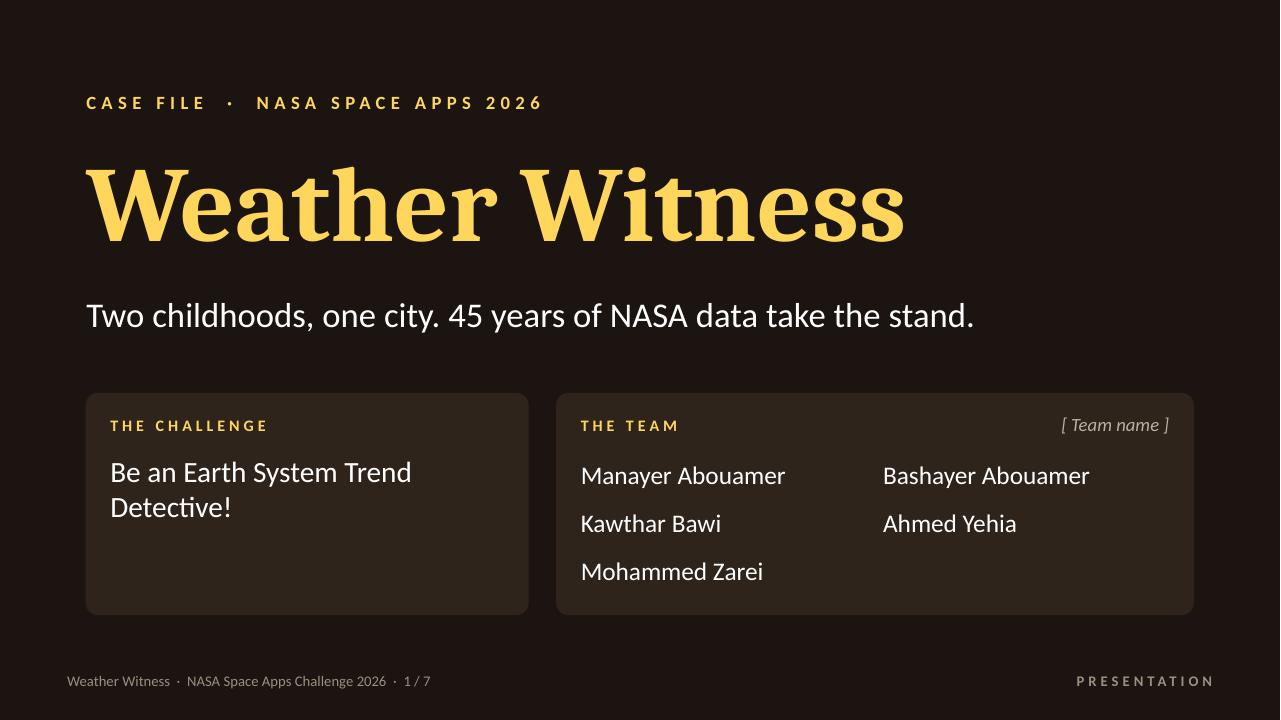 CASE FILE · NASA SPACE APPS 2026
Weather Witness
Two childhoods, one city. 45 years of NASA data take the stand.
THE CHALLENGE
Be an Earth System Trend
Detective!
THE TEAM
[ Team name ]
Manayer Abouamer
Bashayer Abouamer
Kawthar Bawi
Ahmed Yehia
Mohammed Zarei
Weather Witness · NASA Space Apps Challenge 2026 · 1 / 7
PRESENTATION